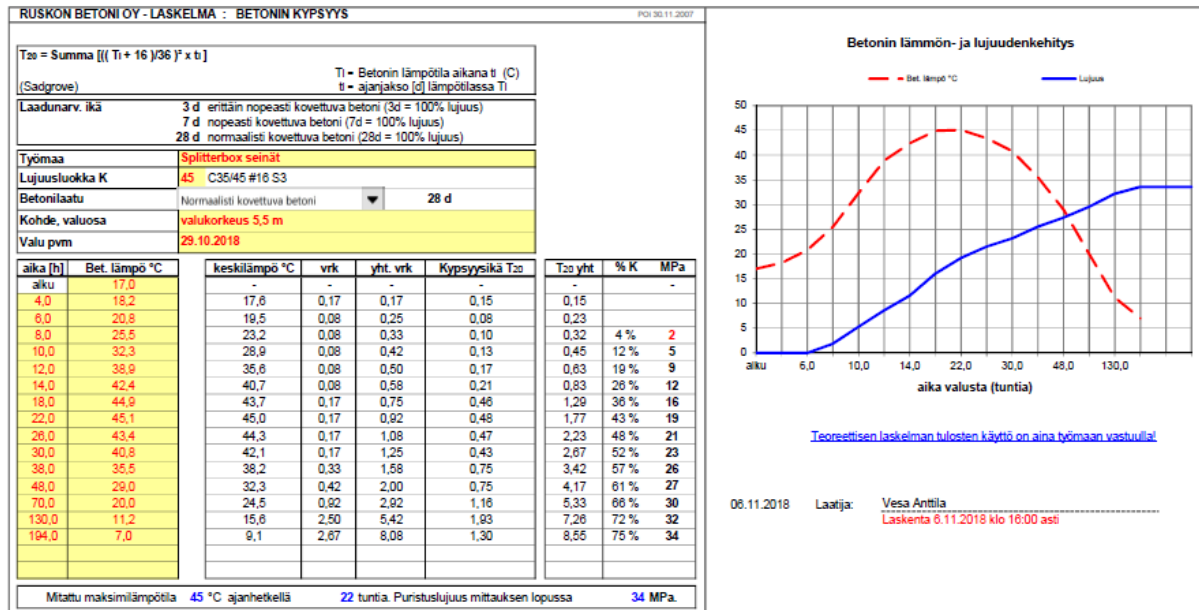 RUSKON BETONI OY - LASKELMA : BETONIN KYPSYYS POi 30.11.2007
T20 = Summa [(( Ti + 16 )/36 )² x ti ]
Ti = Betonin lämpötila aikana ti (C)
(Sadgrove) ti = ajanjakso [d] lämpötilassa Ti
Laadunarv. ikä 3 d erittäin nopeasti kovettuva betoni (3d = 100% lujuus)
7 d nopeasti kovettuva betoni (7d = 100% lujuus)
28 d normaalisti kovettuva betoni (28d = 100% lujuus)
Työmaa Splitterbox seinät
Lujuusluokka K 45 C35/45 #16 S3
Betonilaatu Normaalisti kovettuva betoni 28 d
Kohde, valuosa valukorkeus 5,5 m
Valu pvm 29.10.2018
aika [h] Bet. lämpö °C keskilämpö °C vrk yht. vrk Kypsyysikä T20 T20 yht % K MPa
alku 17,0 - - - - - -
4,0 18,2 17,6 0,17 0,17 0,15 0,15
6,0 20,8 19,5 0,08 0,25 0,08 0,23
8,0 25,5 23,2 0,08 0,33 0,10 0,32 4 % 2
10,0 32,3 28,9 0,08 0,42 0,13 0,45 12 % 5
12,0 38,9 35,6 0,08 0,50 0,17 0,63 19 % 9
14,0 42,4 40,7 0,08 0,58 0,21 0,83 26 % 12
18,0 44,9 43,7 0,17 0,75 0,46 1,29 36 % 16
22,0 45,1 45,0 0,17 0,92 0,48 1,77 43 % 19
26,0 43,4 44,3 0,17 1,08 0,47 2,23 48 % 21
30,0 40,8 42,1 0,17 1,25 0,43 2,67 52 % 23
38,0 35,5 38,2 0,33 1,58 0,75 3,42 57 % 26
48,0 29,0 32,3 0,42 2,00 0,75 4,17 61 % 27
70,0 20,0 24,5 0,92 2,92 1,16 5,33 66 % 30
130,0 11,2 15,6 2,50 5,42 1,93 7,26 72 % 32
194,0 7,0 9,1 2,67 8,08 1,30 8,55 75 % 34
Mitattu maksimilämpötila 45 °C ajanhetkellä 22 tuntia. Puristuslujuus mittauksen lopussa 34 MPa.
Betonin lämmön- ja lujuudenkehitys
Bet. lämpö °C Lujuus
50
45
40
35
30
25
20
15
10
5
0
alku 6,0 10,0 14,0 22,0 30,0 48,0 130,0
aika valusta (tuntia)
Teoreettisen laskelman tulosten käyttö on aina työmaan vastuulla!
06.11.2018 Laatija: Vesa Anttila
Laskenta 6.11.2018 klo 16:00 asti